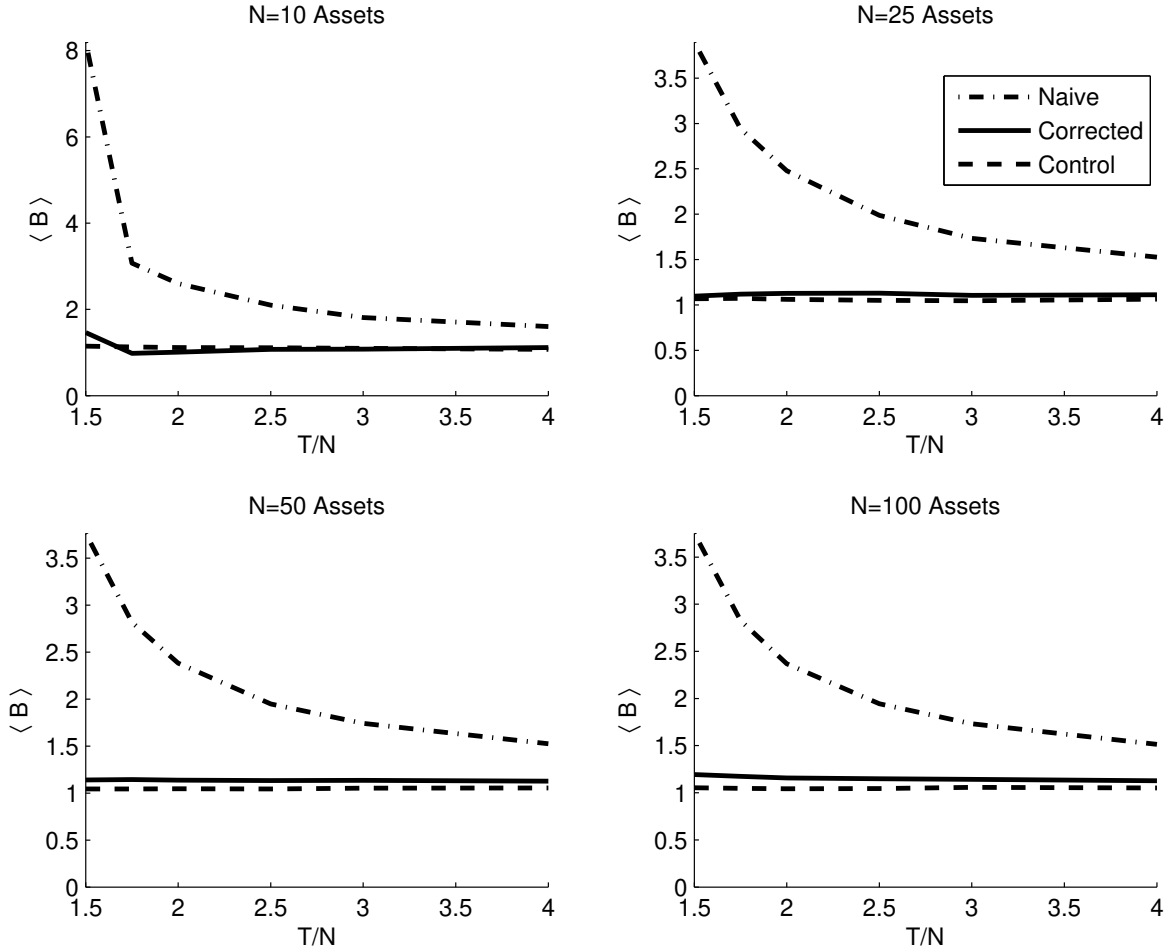 N=10 Assets
8
6
4
2
0
⟨ B ⟩
1.5 2 2.5 3 3.5 4
T/N
N=25 Assets
3.5
3
2.5
2
1.5
1
0.5
0
⟨ B ⟩
Naive
Corrected
Control
1.5 2 2.5 3 3.5 4
T/N
N=50 Assets
3.5
3
2.5
2
1.5
1
0.5
0
⟨ B ⟩
1.5 2 2.5 3 3.5 4
T/N
N=100 Assets
3.5
3
2.5
2
1.5
1
0.5
0
⟨ B ⟩
1.5 2 2.5 3 3.5 4
T/N